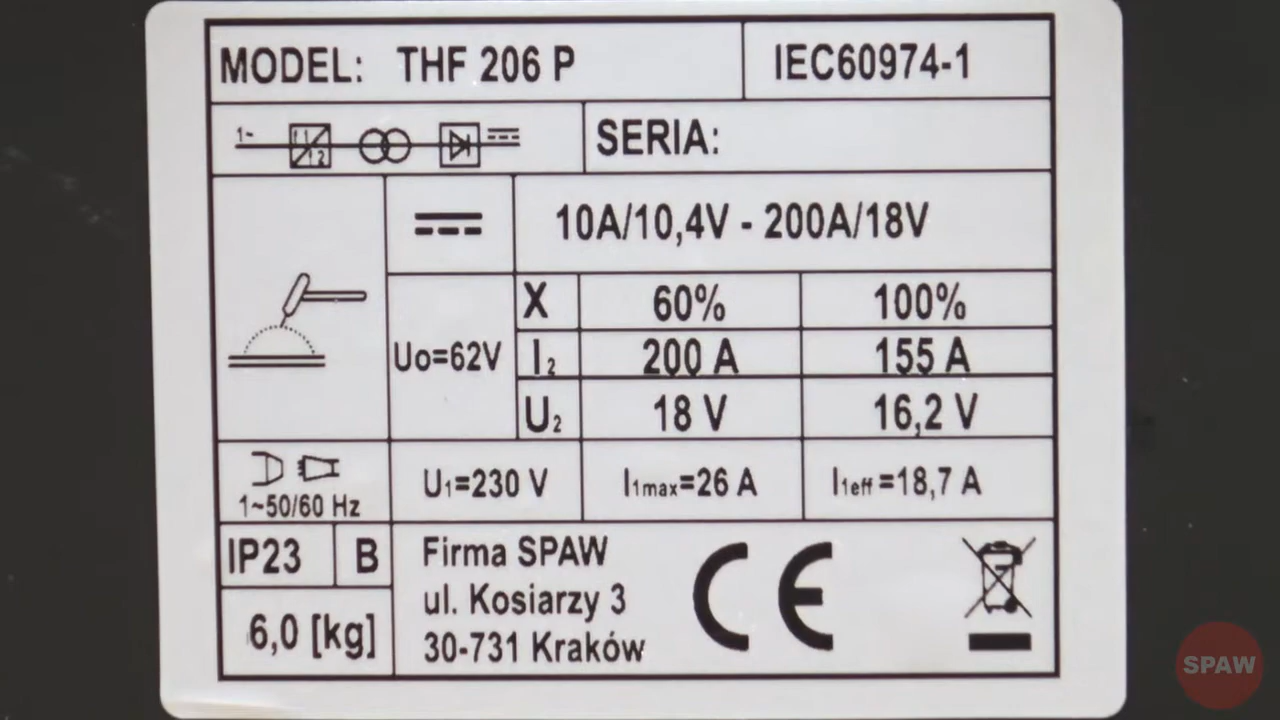 MODEL: THF 206 P
IEC60974-1
1~
SERIA:
10A/10,4V - 200A/18V
X 60% 100%
Uo=62V
I2 200 A 155 A
U2 18 V 16,2 V
1~50/60 Hz
U1=230 V
I1max=26 A
I1eff=18,7 A
IP23
B
6,0 [kg]
Firma SPAW
ul. Kosiarzy 3
30-731 Kraków
CE
SPAW